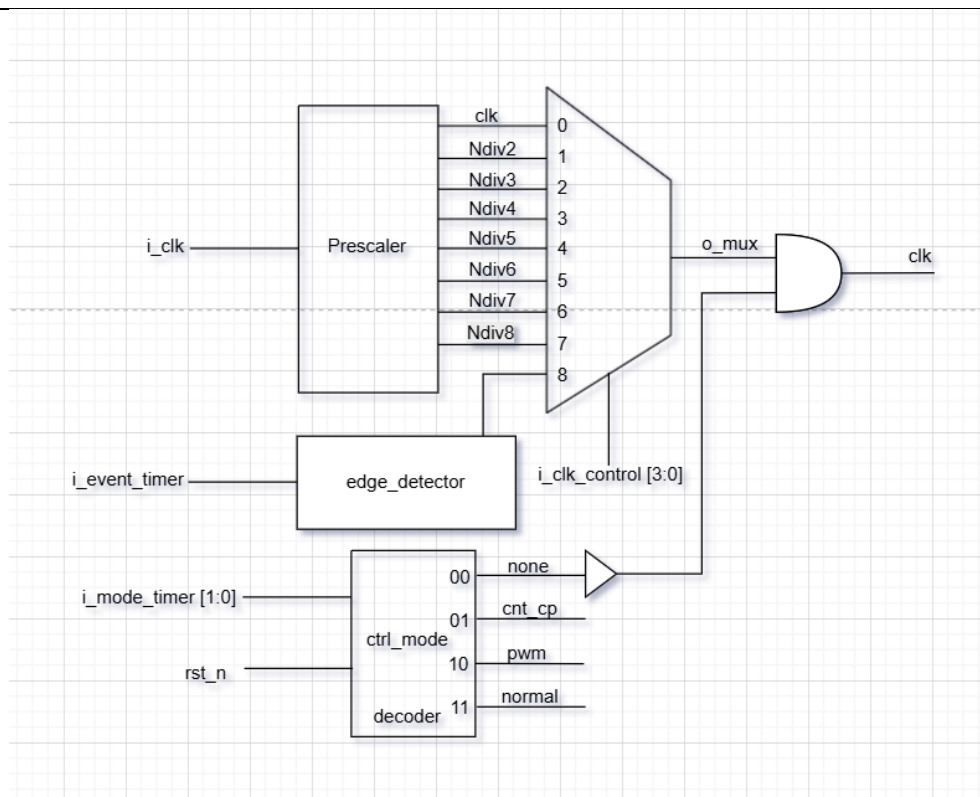 clk
0
Ndiv2
1
Ndiv3
2
Ndiv4
3
Ndiv5
4
Ndiv6
5
Ndiv7
6
Ndiv8
7
8
i_clk
Prescaler
o_mux
clk
i_event_timer
edge_detector
i_clk_control [3:0]
i_mode_timer [1:0]
rst_n
ctrl_mode
decoder
00
none
01
cnt_cp
10
pwm
11
normal